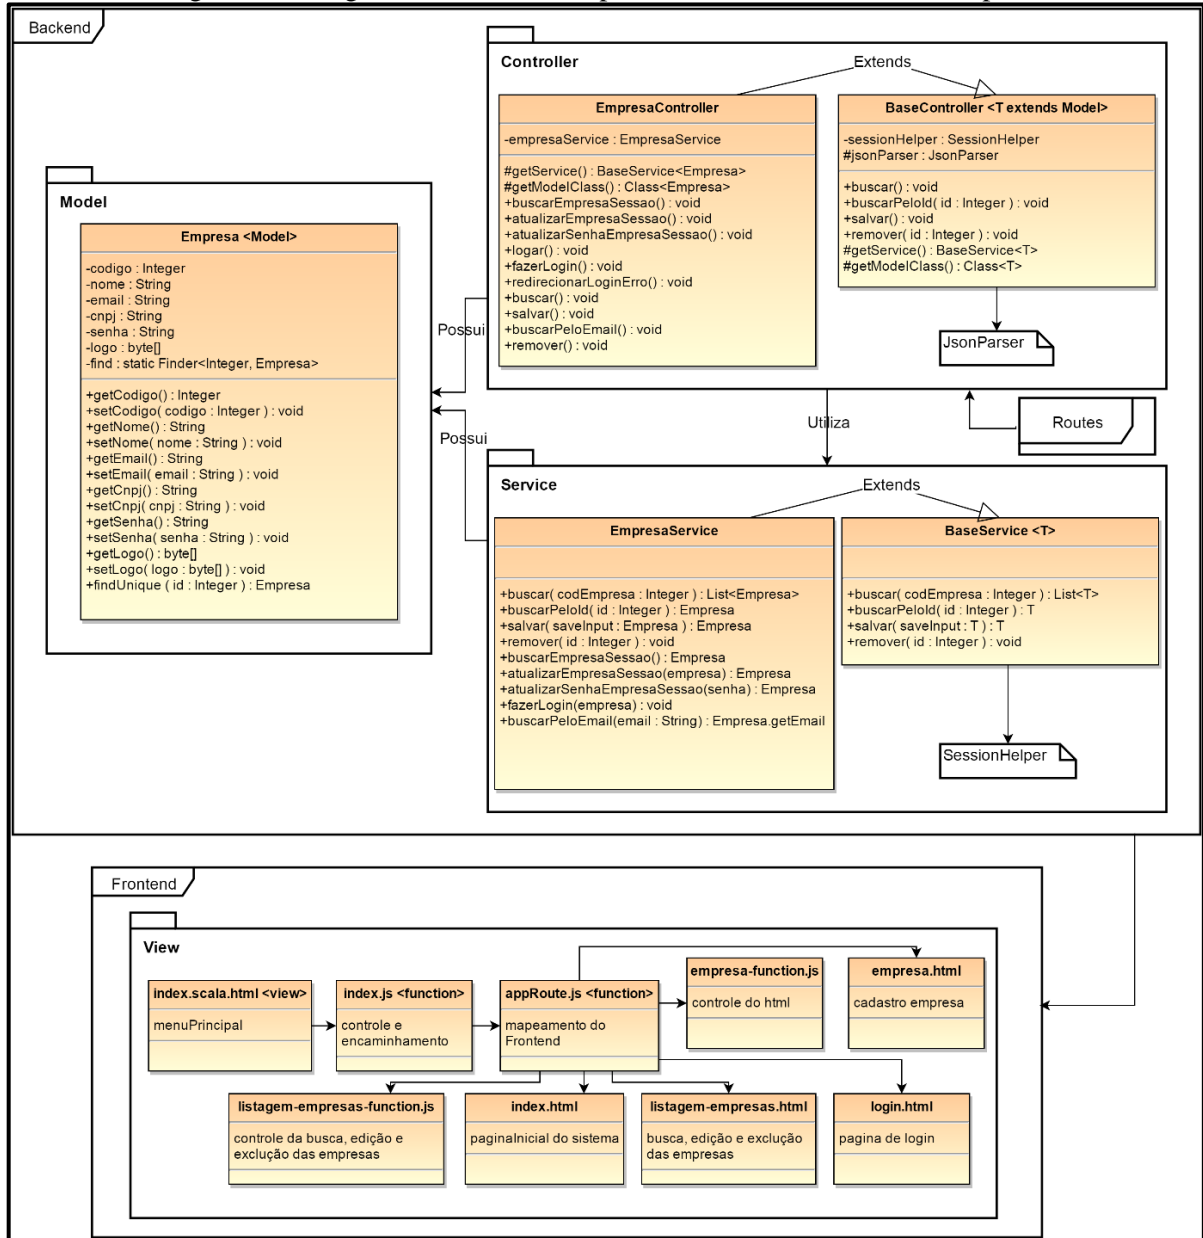 Backend
Controller
Extends
EmpresaController
-empresaService : EmpresaService
#getService() : BaseService<Empresa>
#getModelClass() : Class<Empresa>
+buscarEmpresaSessao() : void
+atualizarEmpresaSessao() : void
+atualizarSenhaEmpresaSessao() : void
+logar() : void
+fazerLogin() : void
+redirecionarLoginErro() : void
+buscar() : void
+salvar() : void
+buscarPeloEmail() : void
+remover() : void
BaseController <T extends Model>
-sessionHelper : SessionHelper
#jsonParser : JsonParser
+buscar() : void
+buscarPeloId( id : Integer ) : void
+salvar() : void
+remover( id : Integer ) : void
#getService() : BaseService<T>
#getModelClass() : Class<T>
JsonParser
Model
Empresa <Model>
-codigo : Integer
-nome : String
-email : String
-cnpj : String
-senha : String
-logo : byte[]
-find : static Finder<Integer, Empresa>
+getCodigo() : Integer
+setCodigo( codigo : Integer ) : void
+getNome() : String
+setNome( nome : String ) : void
+getEmail() : String
+setEmail( email : String ) : void
+getCnpj() : String
+setCnpj( cnpj : String ) : void
+getSenha() : String
+setSenha( senha : String ) : void
+getLogo() : byte[]
+setLogo( logo : byte[] ) : void
+findUnique ( id : Integer ) : Empresa
Possui
Possui
Utiliza
Routes
Service
Extends
EmpresaService
+buscar( codEmpresa : Integer ) : List<Empresa>
+buscarPeloId( id : Integer ) : Empresa
+salvar( saveInput : Empresa ) : Empresa
+remover( id : Integer ) : void
+buscarEmpresaSessao() : Empresa
+atualizarEmpresaSessao(empresa) : Empresa
+atualizarSenhaEmpresaSessao(senha) : Empresa
+fazerLogin(empresa) : void
+buscarPeloEmail(email : String) : Empresa.getEmail
BaseService <T>
+buscar( codEmpresa : Integer ) : List<T>
+buscarPeloId( id : Integer ) : T
+salvar( saveInput : T ) : T
+remover( id : Integer ) : void
SessionHelper
Frontend
View
index.scala.html <view>
menuPrincipal
index.js <function>
controle e
encaminhamento
appRoute.js <function>
mapeamento do
Frontend
empresa-function.js
controle do html
empresa.html
cadastro empresa
listagem-empresas-function.js
controle da busca, edição e
exclução das empresas
index.html
paginaInicial do sistema
listagem-empresas.html
busca, edição e exclução
das empresas
login.html
pagina de login